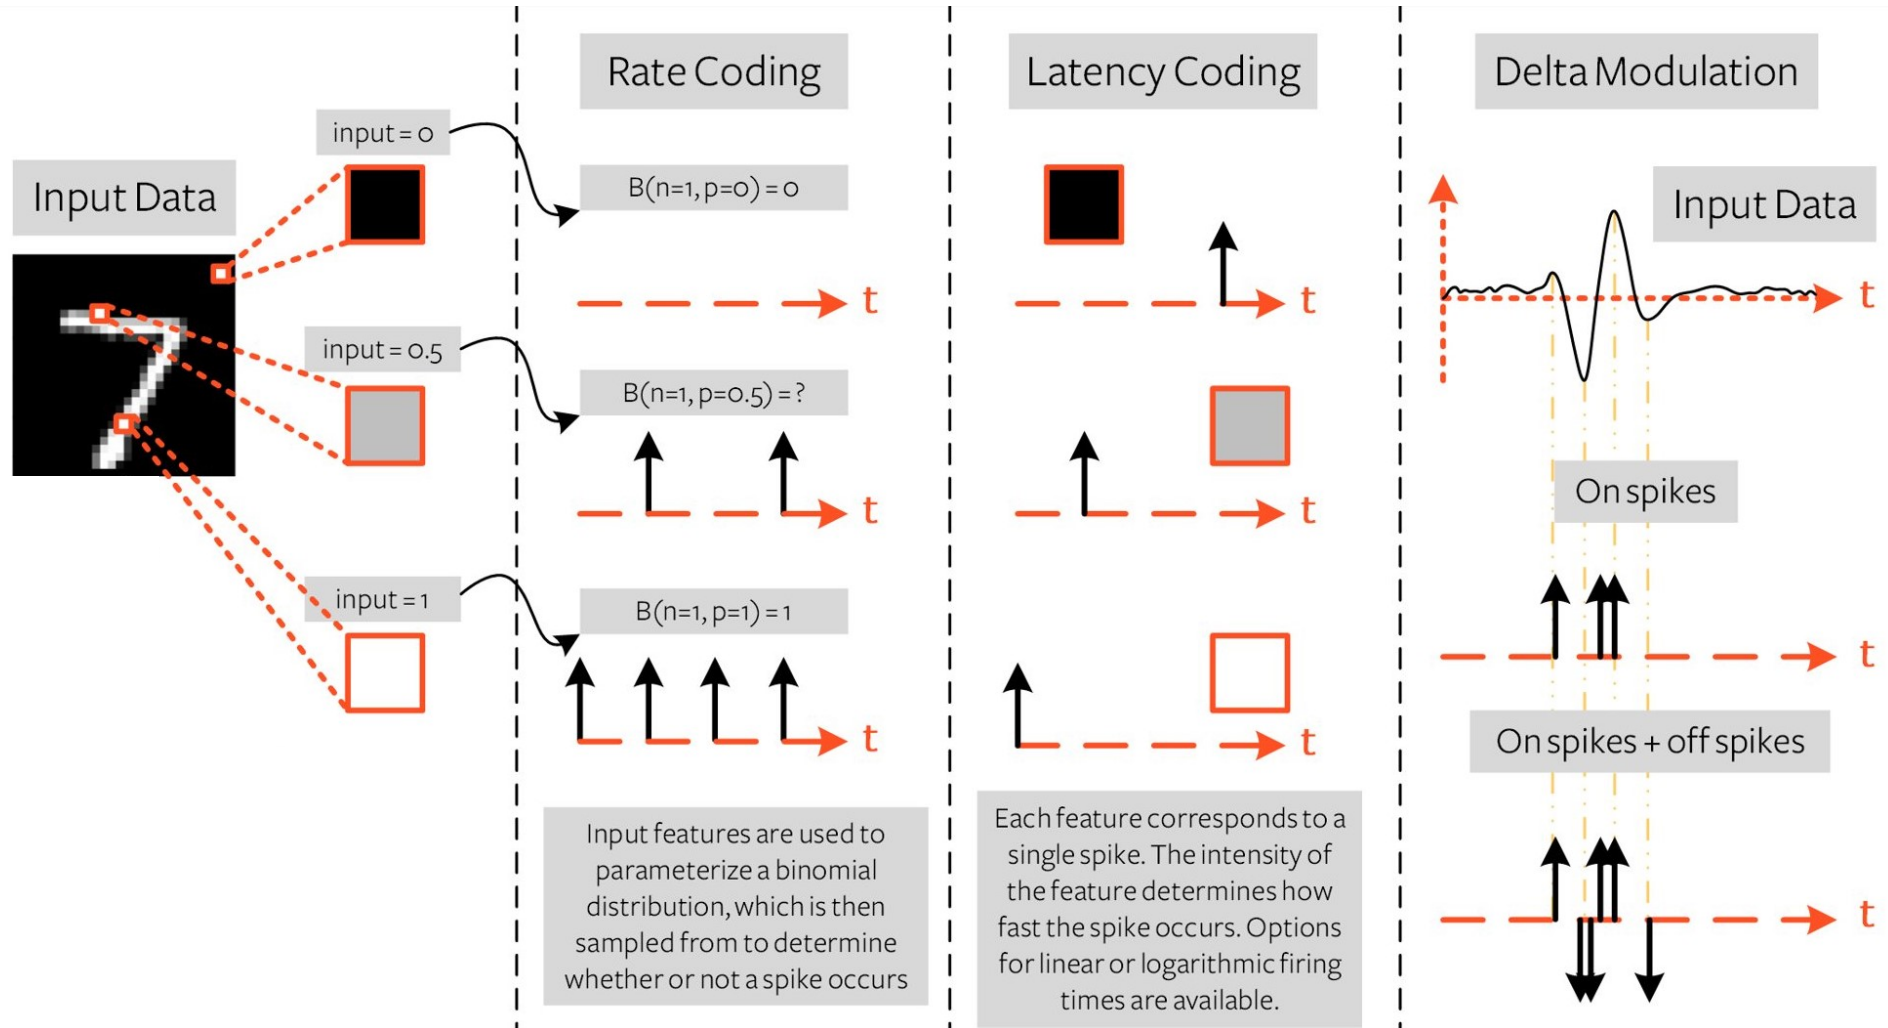 Input Data
input = 0
input = 0.5
input = 1
Rate Coding
B(n=1, p=0) = 0
t
B(n=1, p=0.5) = ?
t
B(n=1, p=1) = 1
t
Input features are used to
parameterize a binomial
distribution, which is then
sampled from to determine
whether or not a spike occurs
Latency Coding
t
t
t
Each feature corresponds to a
single spike. The intensity of
the feature determines how
fast the spike occurs. Options
for linear or logarithmic firing
times are available.
Delta Modulation
Input Data
t
On spikes
t
On spikes + off spikes
t